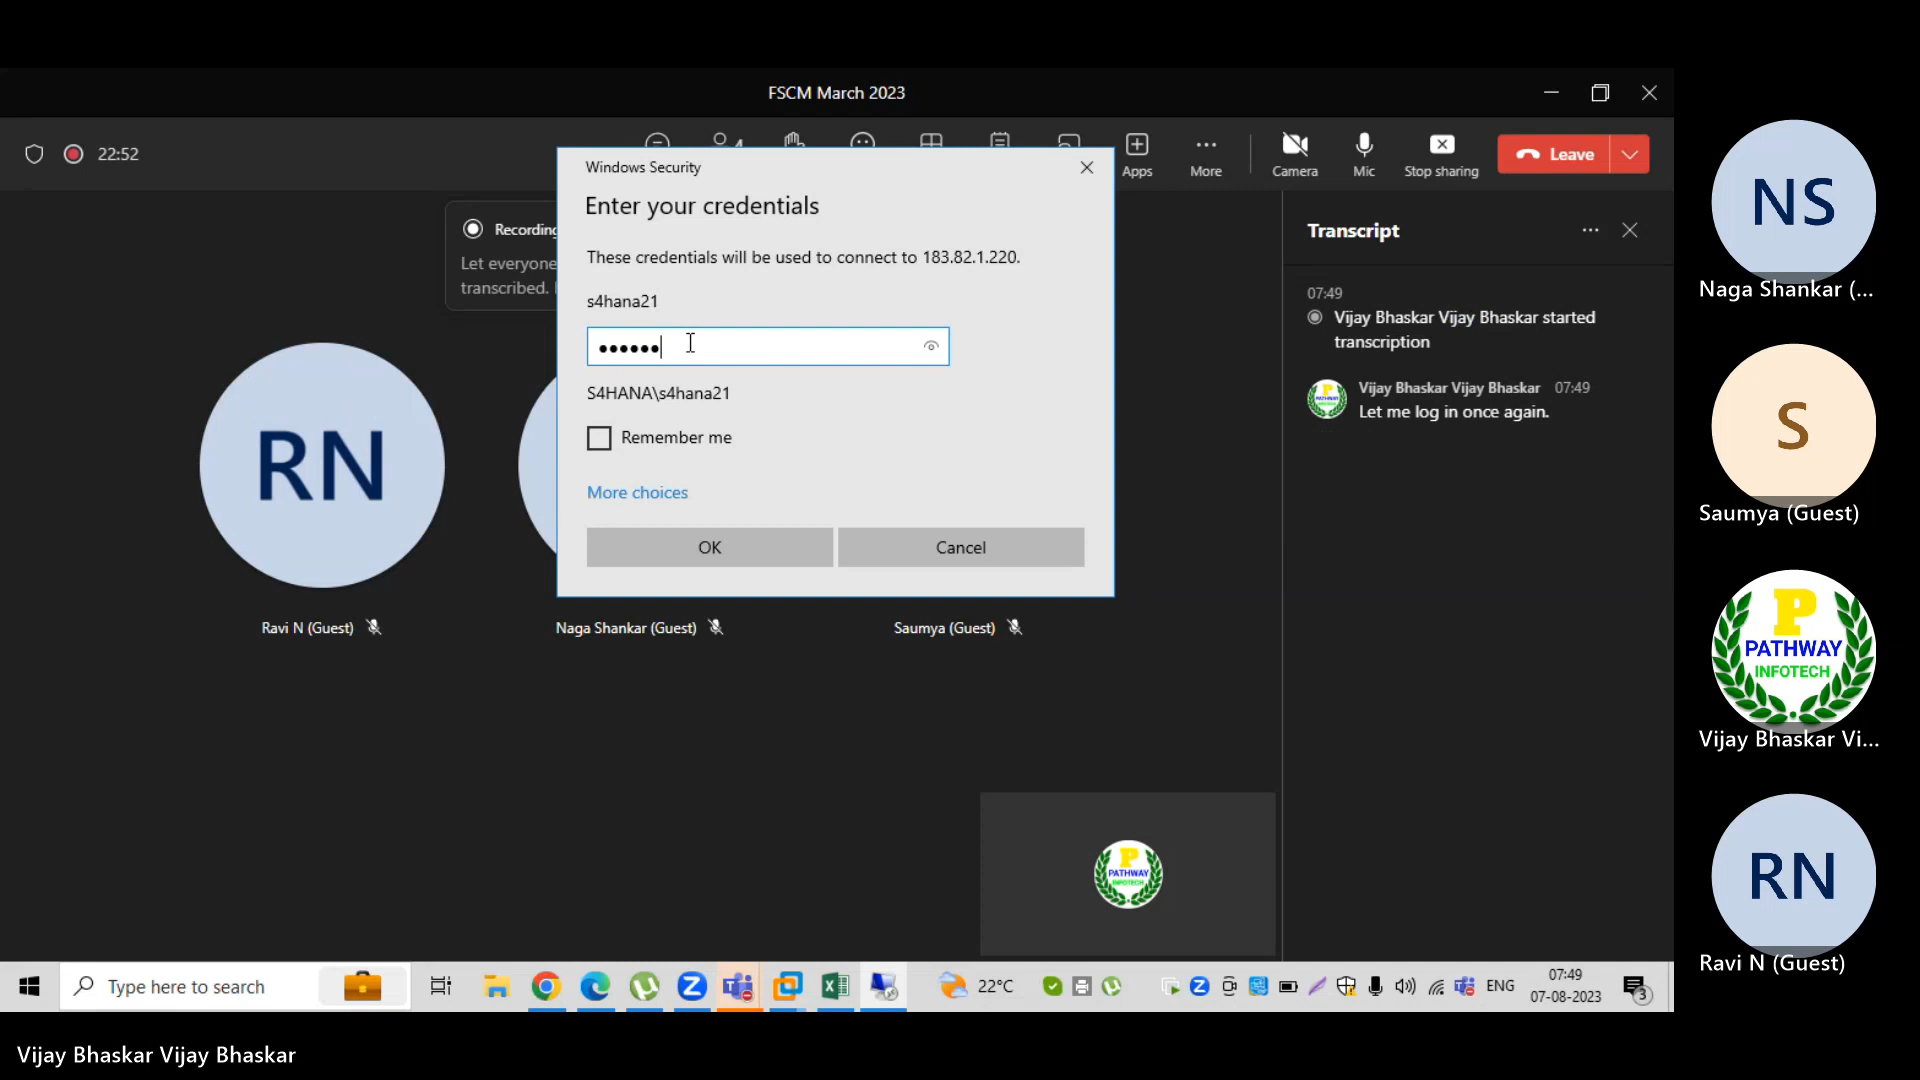 FSCM March 2023
22:52
4
Apps
More
Camera
Mic
Stop sharing
Leave
Windows Security
Enter your credentials
These credentials will be used to connect to 183.82.1.220.
s4hana21
••••••
S4HANA\s4hana21
Remember me
More choices
OK
Cancel
Recording
Let everyone
transcribed.
RN
Ravi N (Guest)
Naga Shankar (Guest)
Saumya (Guest)
Transcript
07:49
Vijay Bhaskar Vijay Bhaskar started
transcription
Vijay Bhaskar Vijay Bhaskar 07:49
Let me log in once again.
P
PATHWAY
INFOTECH
NS
Naga Shankar (...
S
Saumya (Guest)
P
PATHWAY
INFOTECH
Vijay Bhaskar Vi...
RN
Ravi N (Guest)
Type here to search
22°C
ENG
07:49
07-08-2023
3
Vijay Bhaskar Vijay Bhaskar